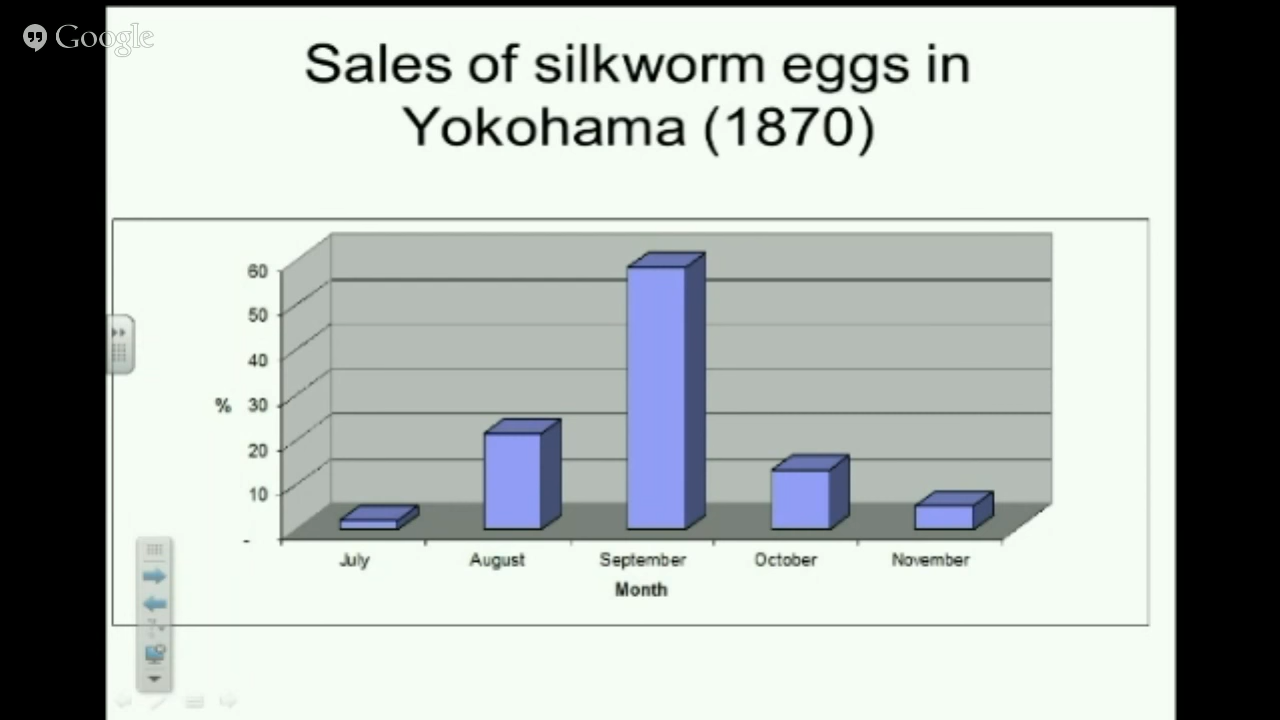 Google
Sales of silkworm eggs in
Yokohama (1870)
60
50
40
% 30
20
10
-
July August September October November
Month